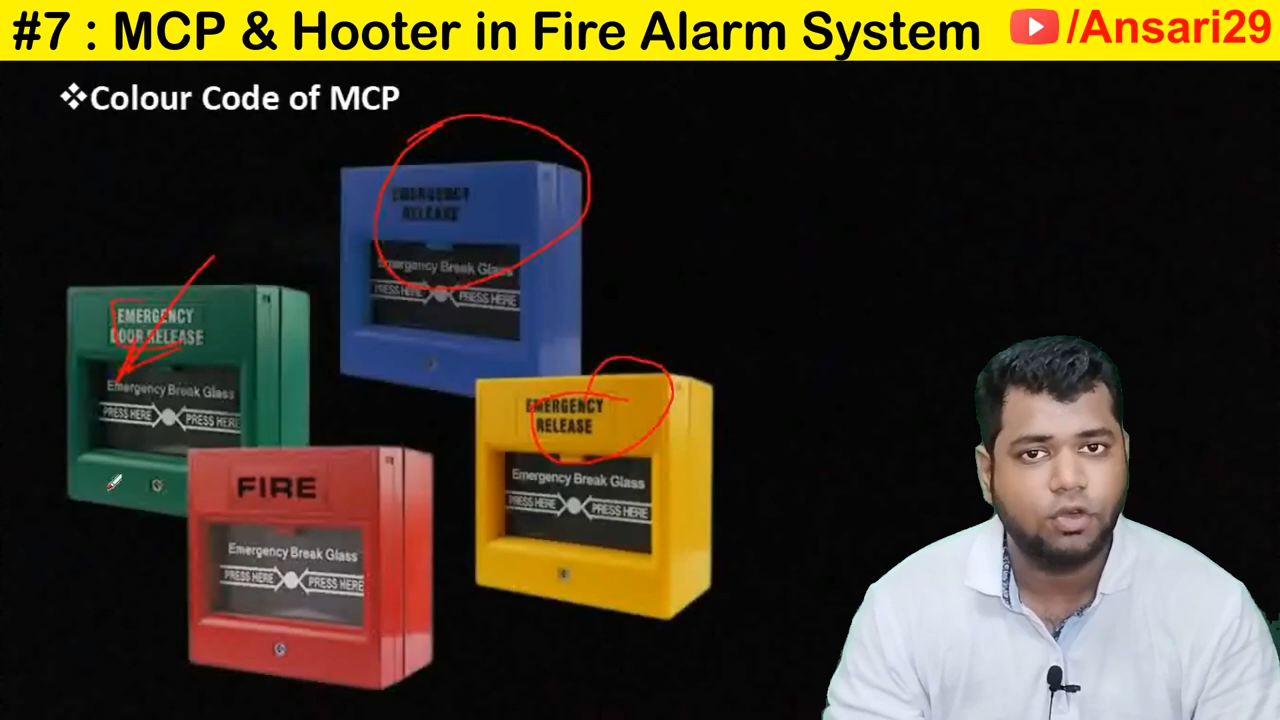 #7 : MCP & Hooter in Fire Alarm System
/Ansari29
❖Colour Code of MCP
EMERGENCY
RELEASE
Emergency Break Glass
PRESS HERE PRESS HERE
EMERGENCY
DOOR RELEASE
Emergency Break Glass
PRESS HERE PRESS HERE
EMERGENCY
RELEASE
Emergency Break Glass
PRESS HERE PRESS HERE
FIRE
Emergency Break Glass
PRESS HERE PRESS HERE